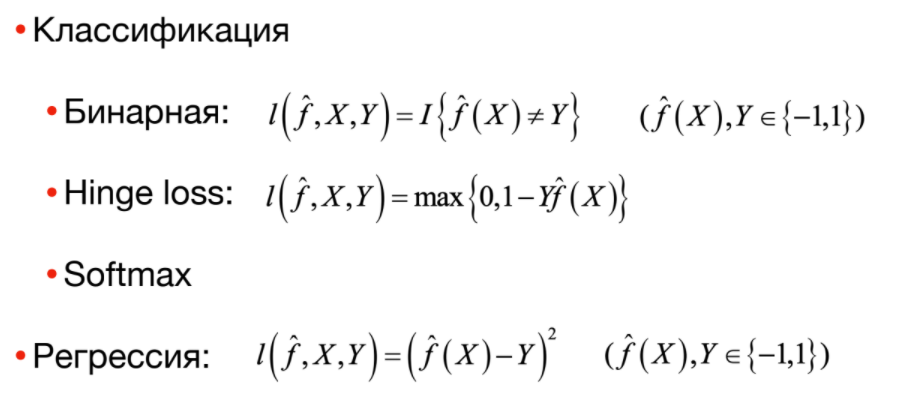 • Классификация
• Бинарная: l(f̂,X,Y)=I{f̂(X)≠Y} (f̂(X),Y∈{−1,1})
• Hinge loss: l(f̂,X,Y)=max{0,1−Yf̂(X)}
• Softmax
• Регрессия: l(f̂,X,Y)=(f̂(X)−Y)² (f̂(X),Y∈{−1,1})